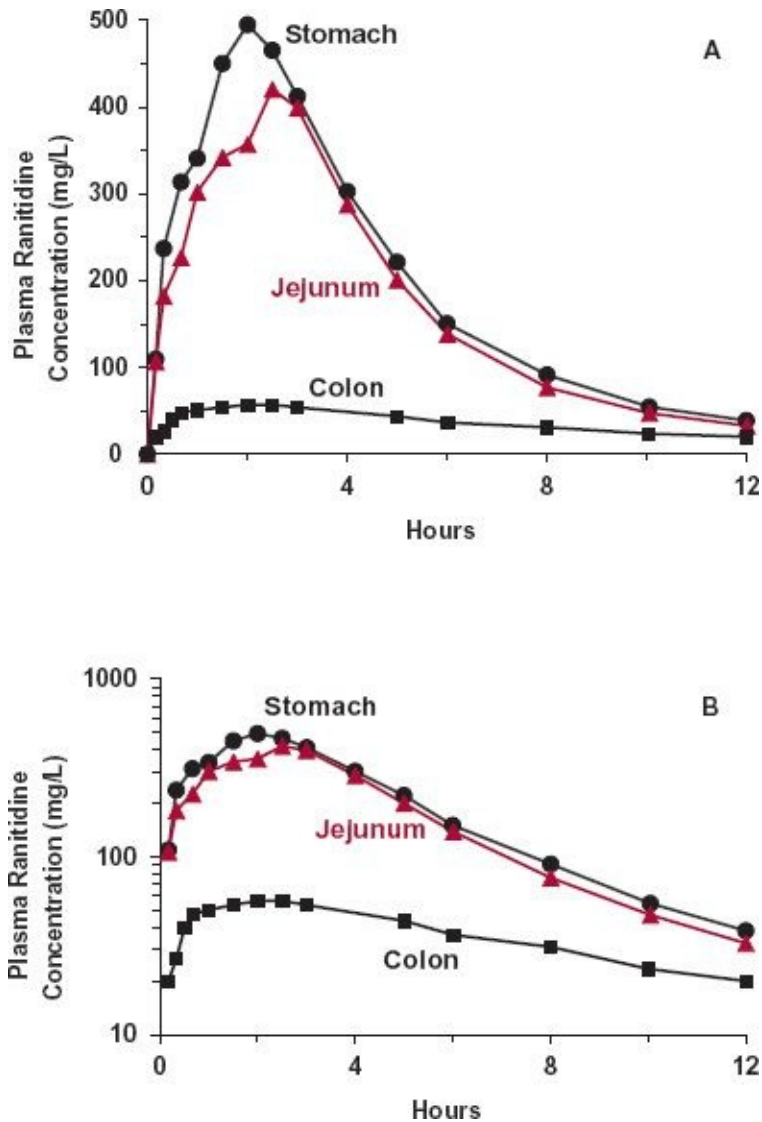 A
Stomach
Jejunum
Colon
Plasma Ranitidine
Concentration (mg/L)
500
400
300
200
100
0
0 4 8 12
Hours
B
Stomach
Jejunum
Colon
Plasma Ranitidine
Concentration (mg/L)
1000
100
10
0 4 8 12
Hours